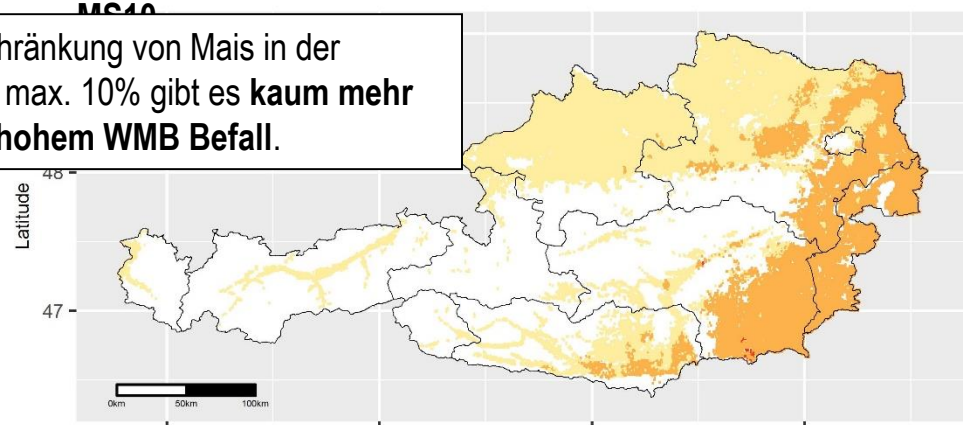 MS10
hränkung von Mais in der
max. 10% gibt es kaum mehr
hohem WMB Befall.
Latitude
48
47
0km 50km 100km